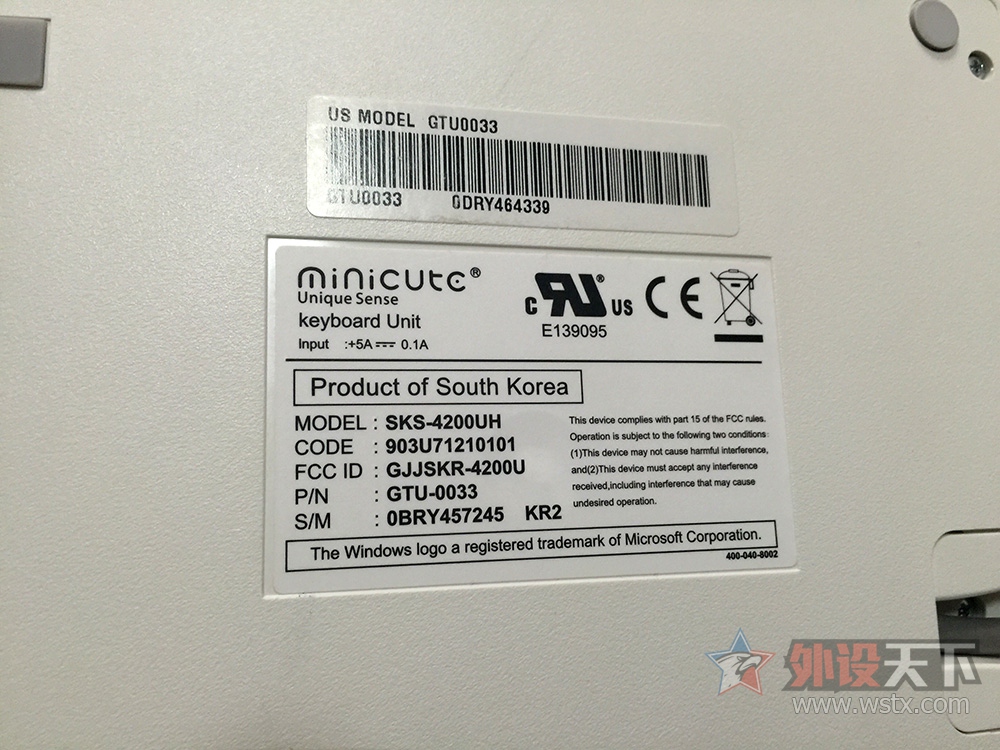 US MODEL GTU0033
GTU0033 0DRY464339
minicute®
Unique Sense
keyboard Unit
Input :+5A⎓ 0.1A
c RU® US CE
E139095
Product of South Korea
MODEL : SKS-4200UH
CODE : 903U71210101
FCC ID : GJJSKR-4200U
P/N : GTU-0033
S/M : 0BRY457245 KR2
This device complies with part 15 of the FCC rules.
Operation is subject to the following two conditions:
(1)This device may not cause harmful interference,
and(2)This device must accept any interference
received,including interference that may cause
undesired operation.
The Windows logo a registered trademark of Microsoft Corporation.
400-040-8002
外设天下
www.wstx.com